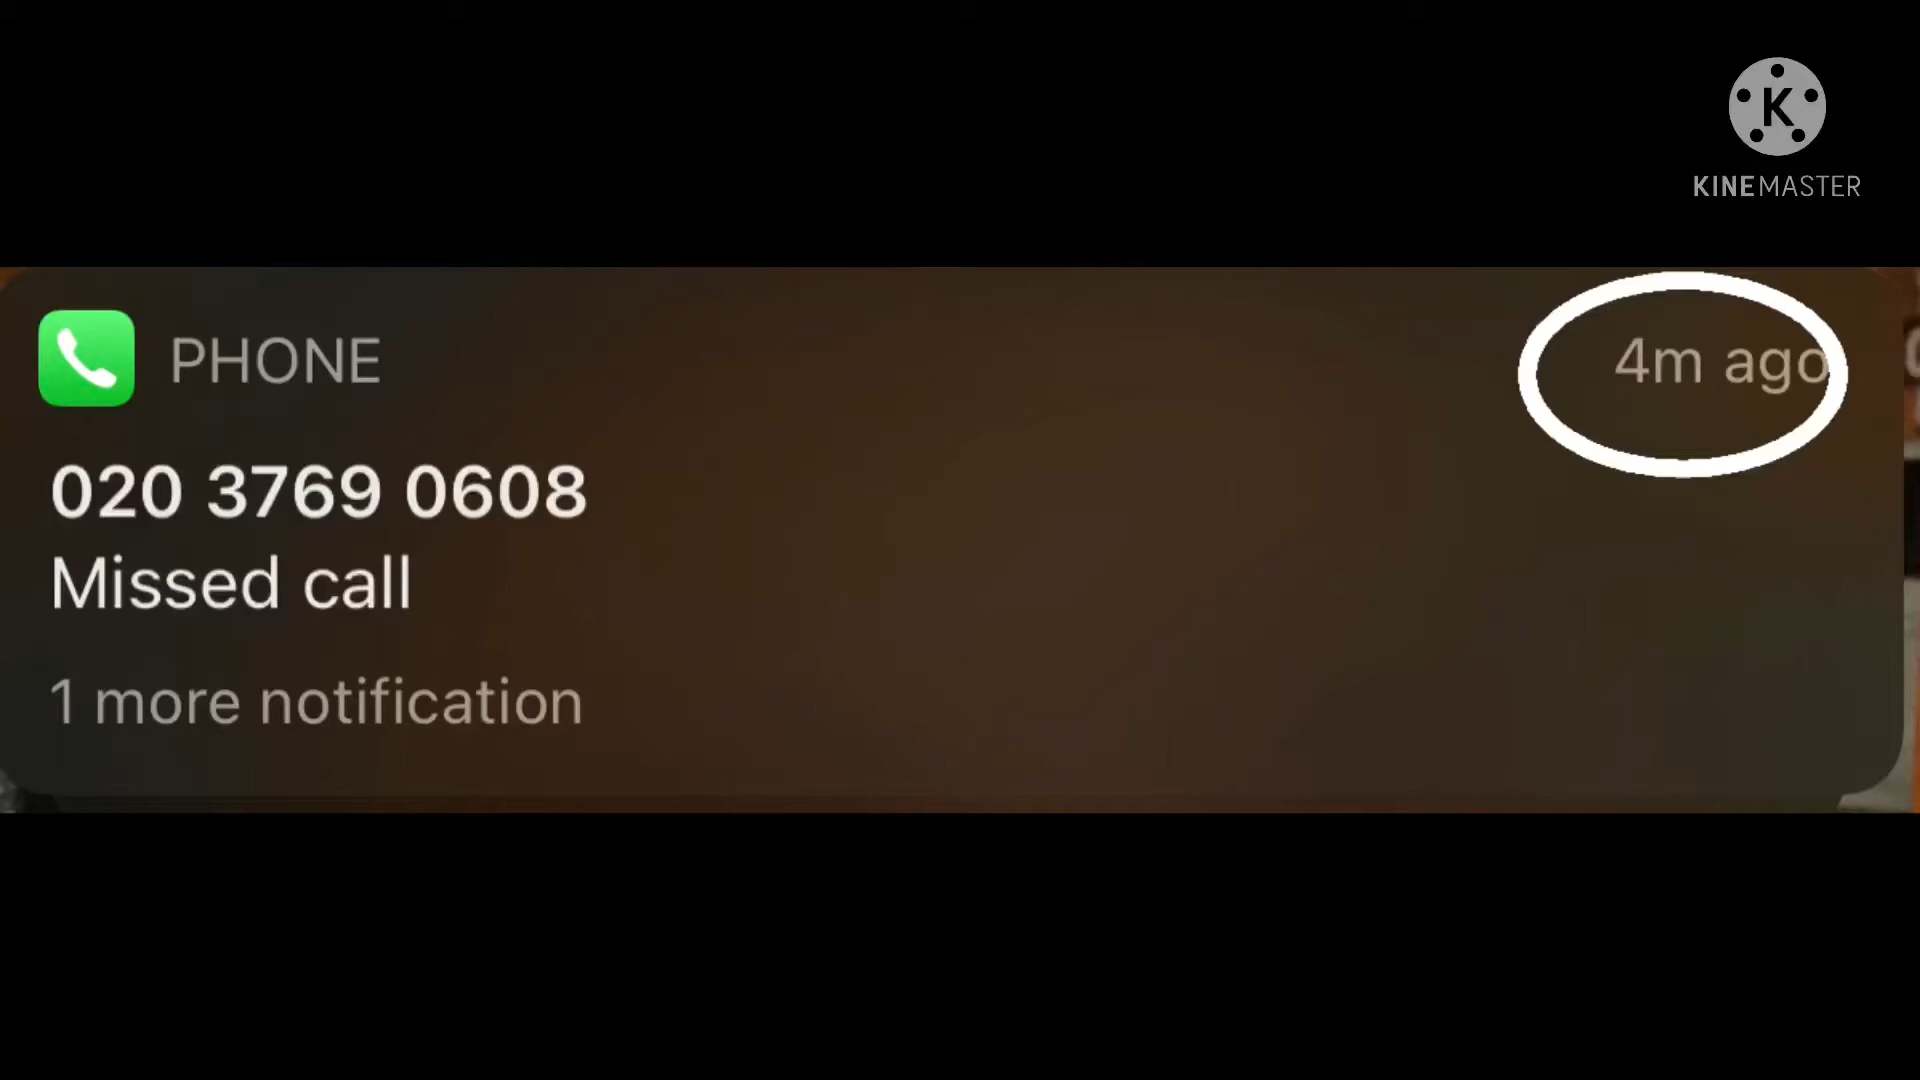 K
KINEMASTER
PHONE
4m ago
020 3769 0608
Missed call
1 more notification